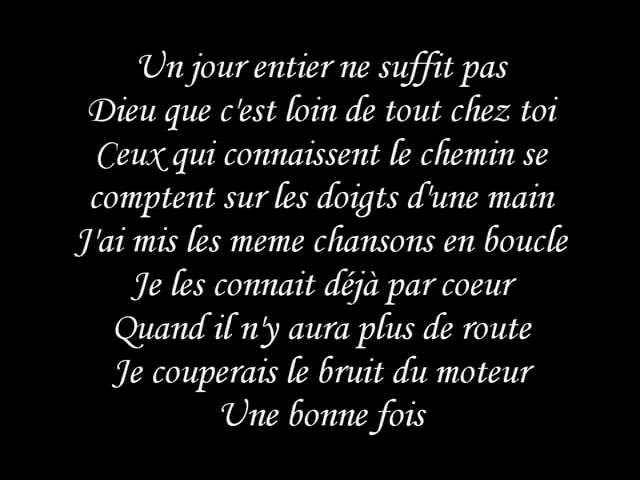 Un jour entier ne suffit pas
Dieu que c'est loin de tout chez toi
Ceux qui connaissent le chemin se
comptent sur les doigts d'une main
J'ai mis les meme chansons en boucle
Je les connait déjà par coeur
Quand il n'y aura plus de route
Je couperais le bruit du moteur
Une bonne fois